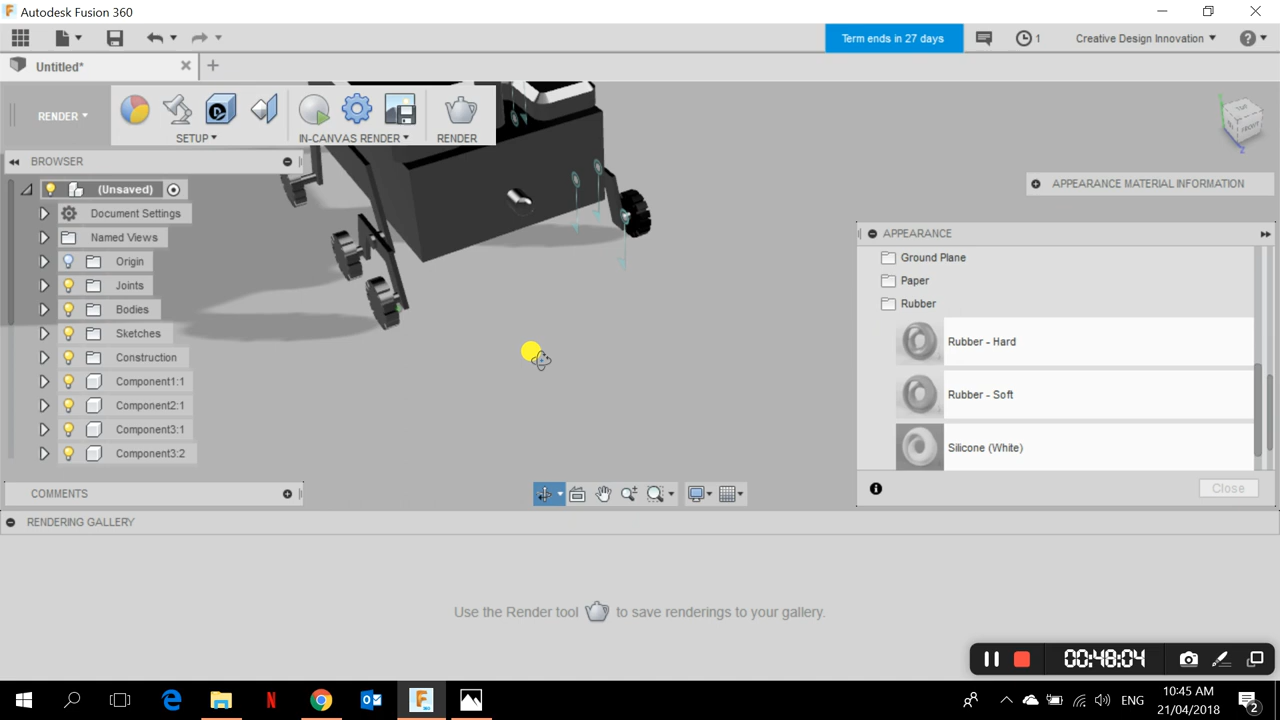 Autodesk Fusion 360
Term ends in 27 days
1
Creative Design Innovation
Untitled*
RENDER
SETUP
IN-CANVAS RENDER
RENDER
TOP
FRONT
Z
BROWSER
(Unsaved)
Document Settings
Named Views
Origin
Joints
Bodies
Sketches
Construction
Component1:1
Component2:1
Component3:1
Component3:2
APPEARANCE MATERIAL INFORMATION
APPEARANCE
Ground Plane
Paper
Rubber
Rubber - Hard
Rubber - Soft
Silicone (White)
Close
COMMENTS
RENDERING GALLERY
Use the Render tool to save renderings to your gallery.
00:48:04
ENG
10:45 AM
21/04/2018
2